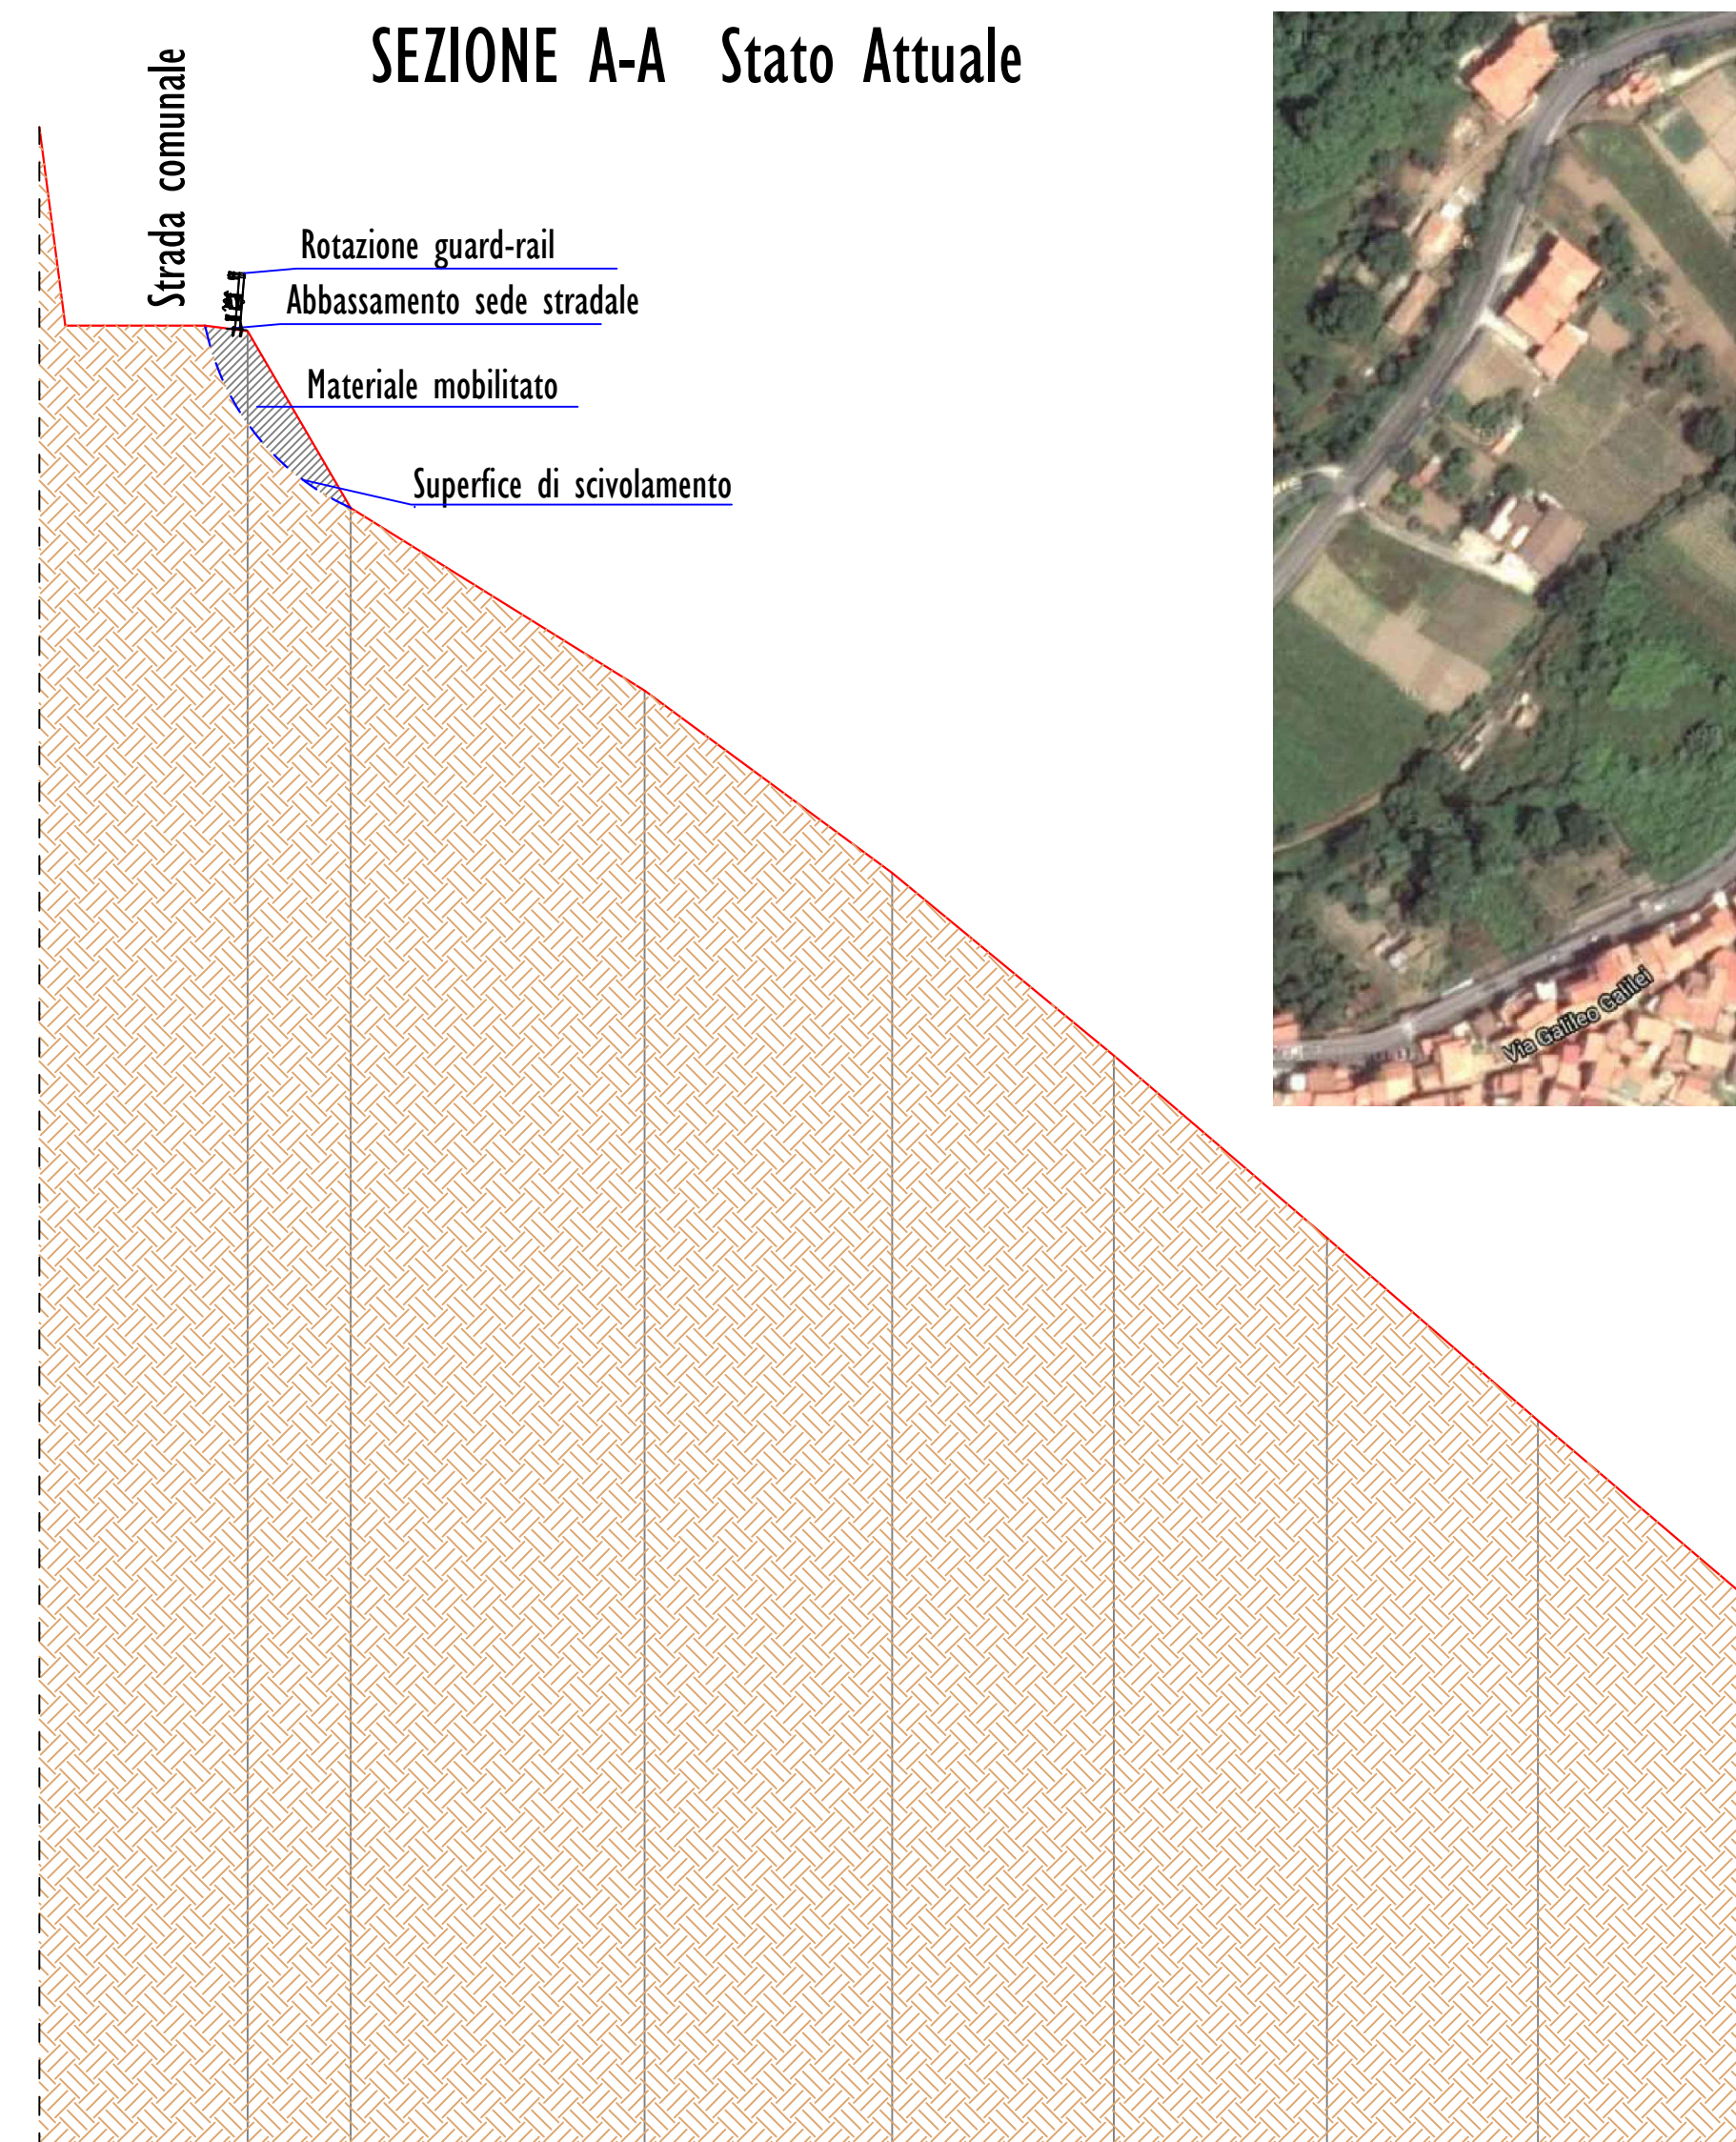 SEZIONE A-A Stato Attuale
Strada comunale
Rotazione guard-rail
Abbassamento sede stradale
Materiale mobilitato
Superfice di scivolamento
Via Galileo Galilei